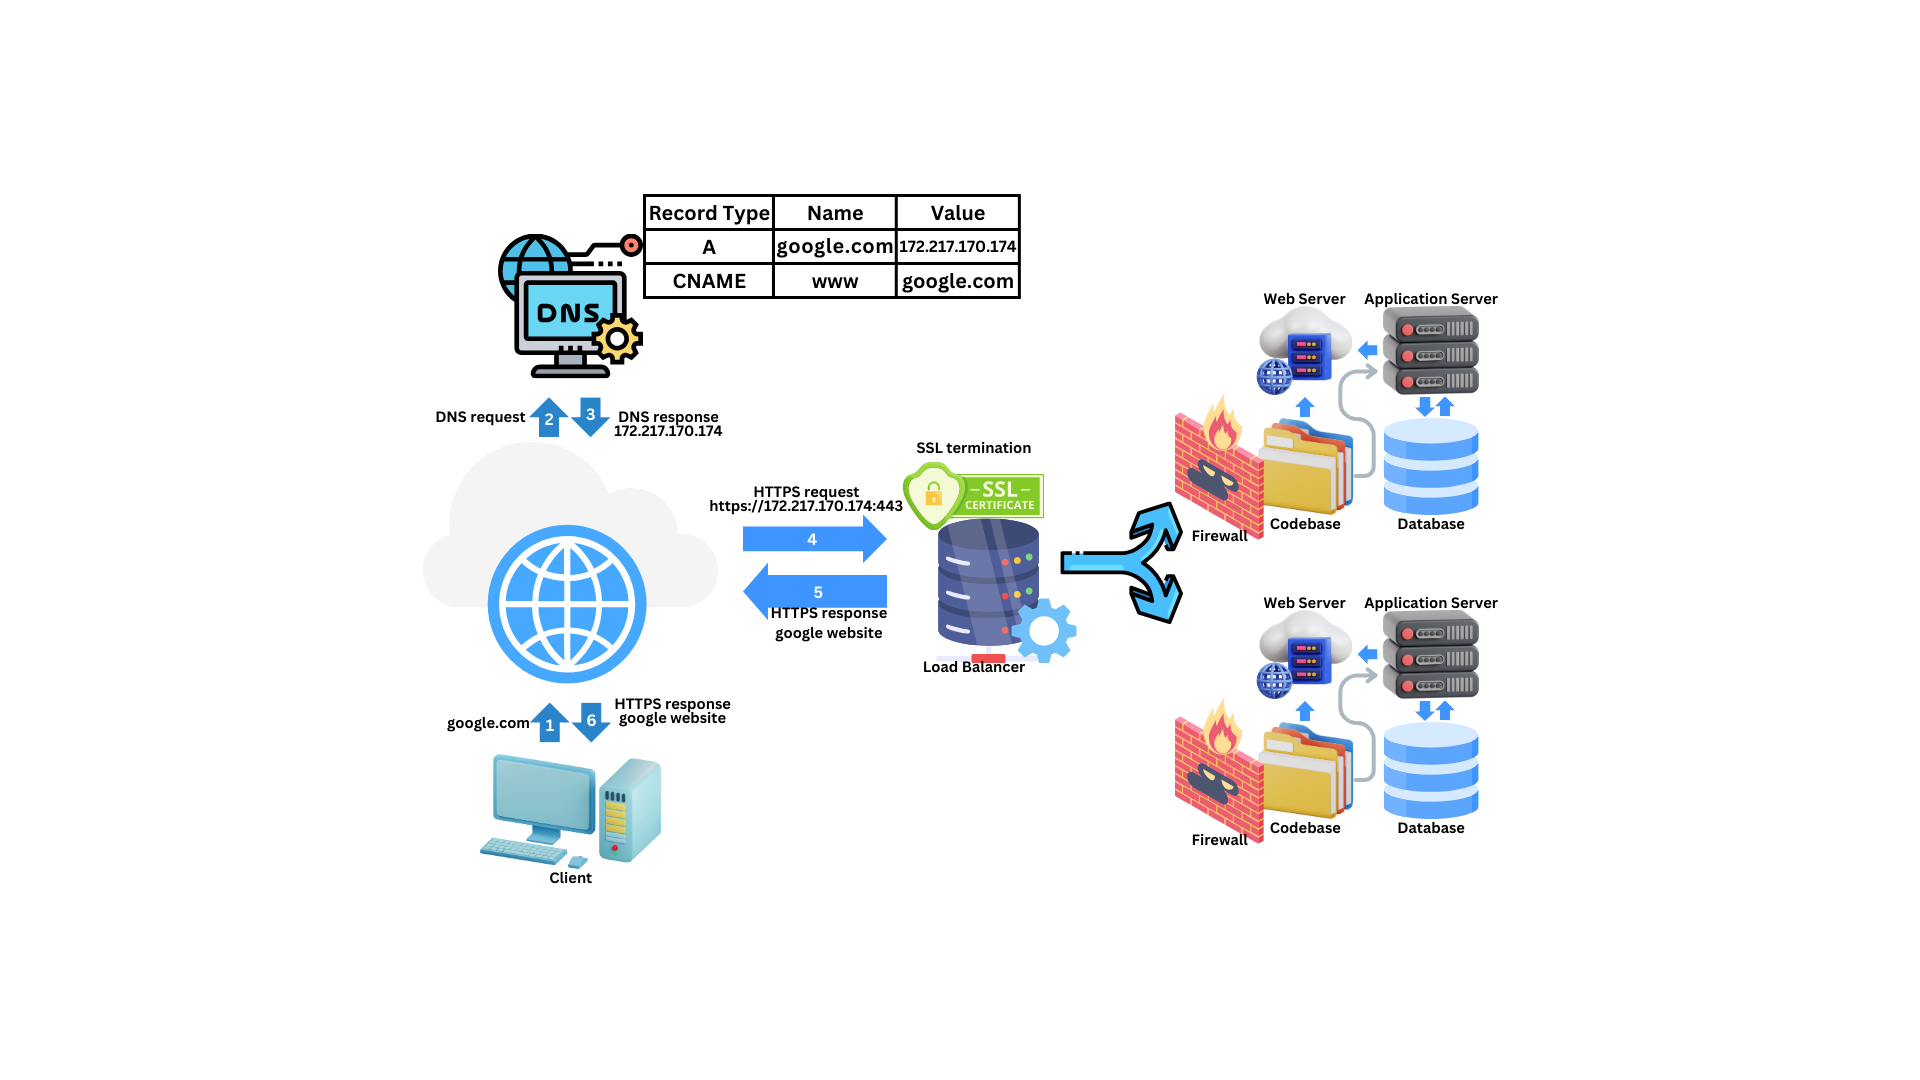 Record Type Name Value
A google.com 172.217.170.174
CNAME www google.com
DNS
DNS request 2 3 DNS response
172.217.170.174
SSL termination
SSL
CERTIFICATE
HTTPS request
https://172.217.170.174:443
4
5
HTTPS response
google website
Load Balancer
google.com 1 6 HTTPS response
google website
Client
Web Server Application Server
Firewall Codebase Database
Web Server Application Server
Firewall Codebase Database